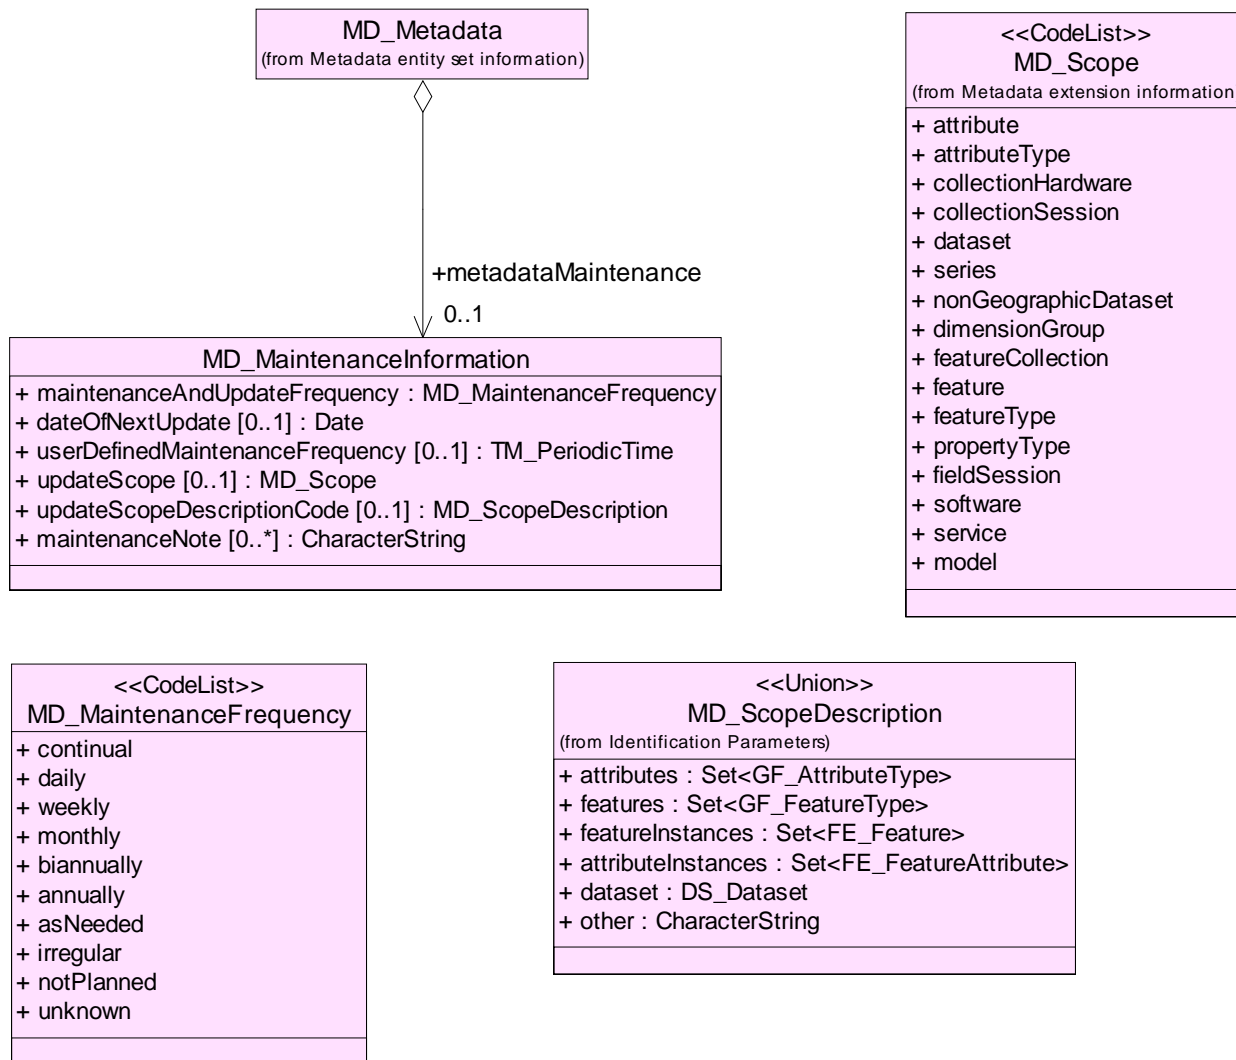 MD_Metadata
(from Metadata entity set information)
+metadataMaintenance
0..1
MD_MaintenanceInformation
+ maintenanceAndUpdateFrequency : MD_MaintenanceFrequency
+ dateOfNextUpdate [0..1] : Date
+ userDefinedMaintenanceFrequency [0..1] : TM_PeriodicTime
+ updateScope [0..1] : MD_Scope
+ updateScopeDescriptionCode [0..1] : MD_ScopeDescription
+ maintenanceNote [0..*] : CharacterString
<<CodeList>>
MD_Scope
(from Metadata extension information
+ attribute
+ attributeType
+ collectionHardware
+ collectionSession
+ dataset
+ series
+ nonGeographicDataset
+ dimensionGroup
+ featureCollection
+ feature
+ featureType
+ propertyType
+ fieldSession
+ software
+ service
+ model
<<CodeList>>
MD_MaintenanceFrequency
+ continual
+ daily
+ weekly
+ monthly
+ biannually
+ annually
+ asNeeded
+ irregular
+ notPlanned
+ unknown
<<Union>>
MD_ScopeDescription
(from Identification Parameters)
+ attributes : Set<GF_AttributeType>
+ features : Set<GF_FeatureType>
+ featureInstances : Set<FE_Feature>
+ attributeInstances : Set<FE_FeatureAttribute>
+ dataset : DS_Dataset
+ other : CharacterString